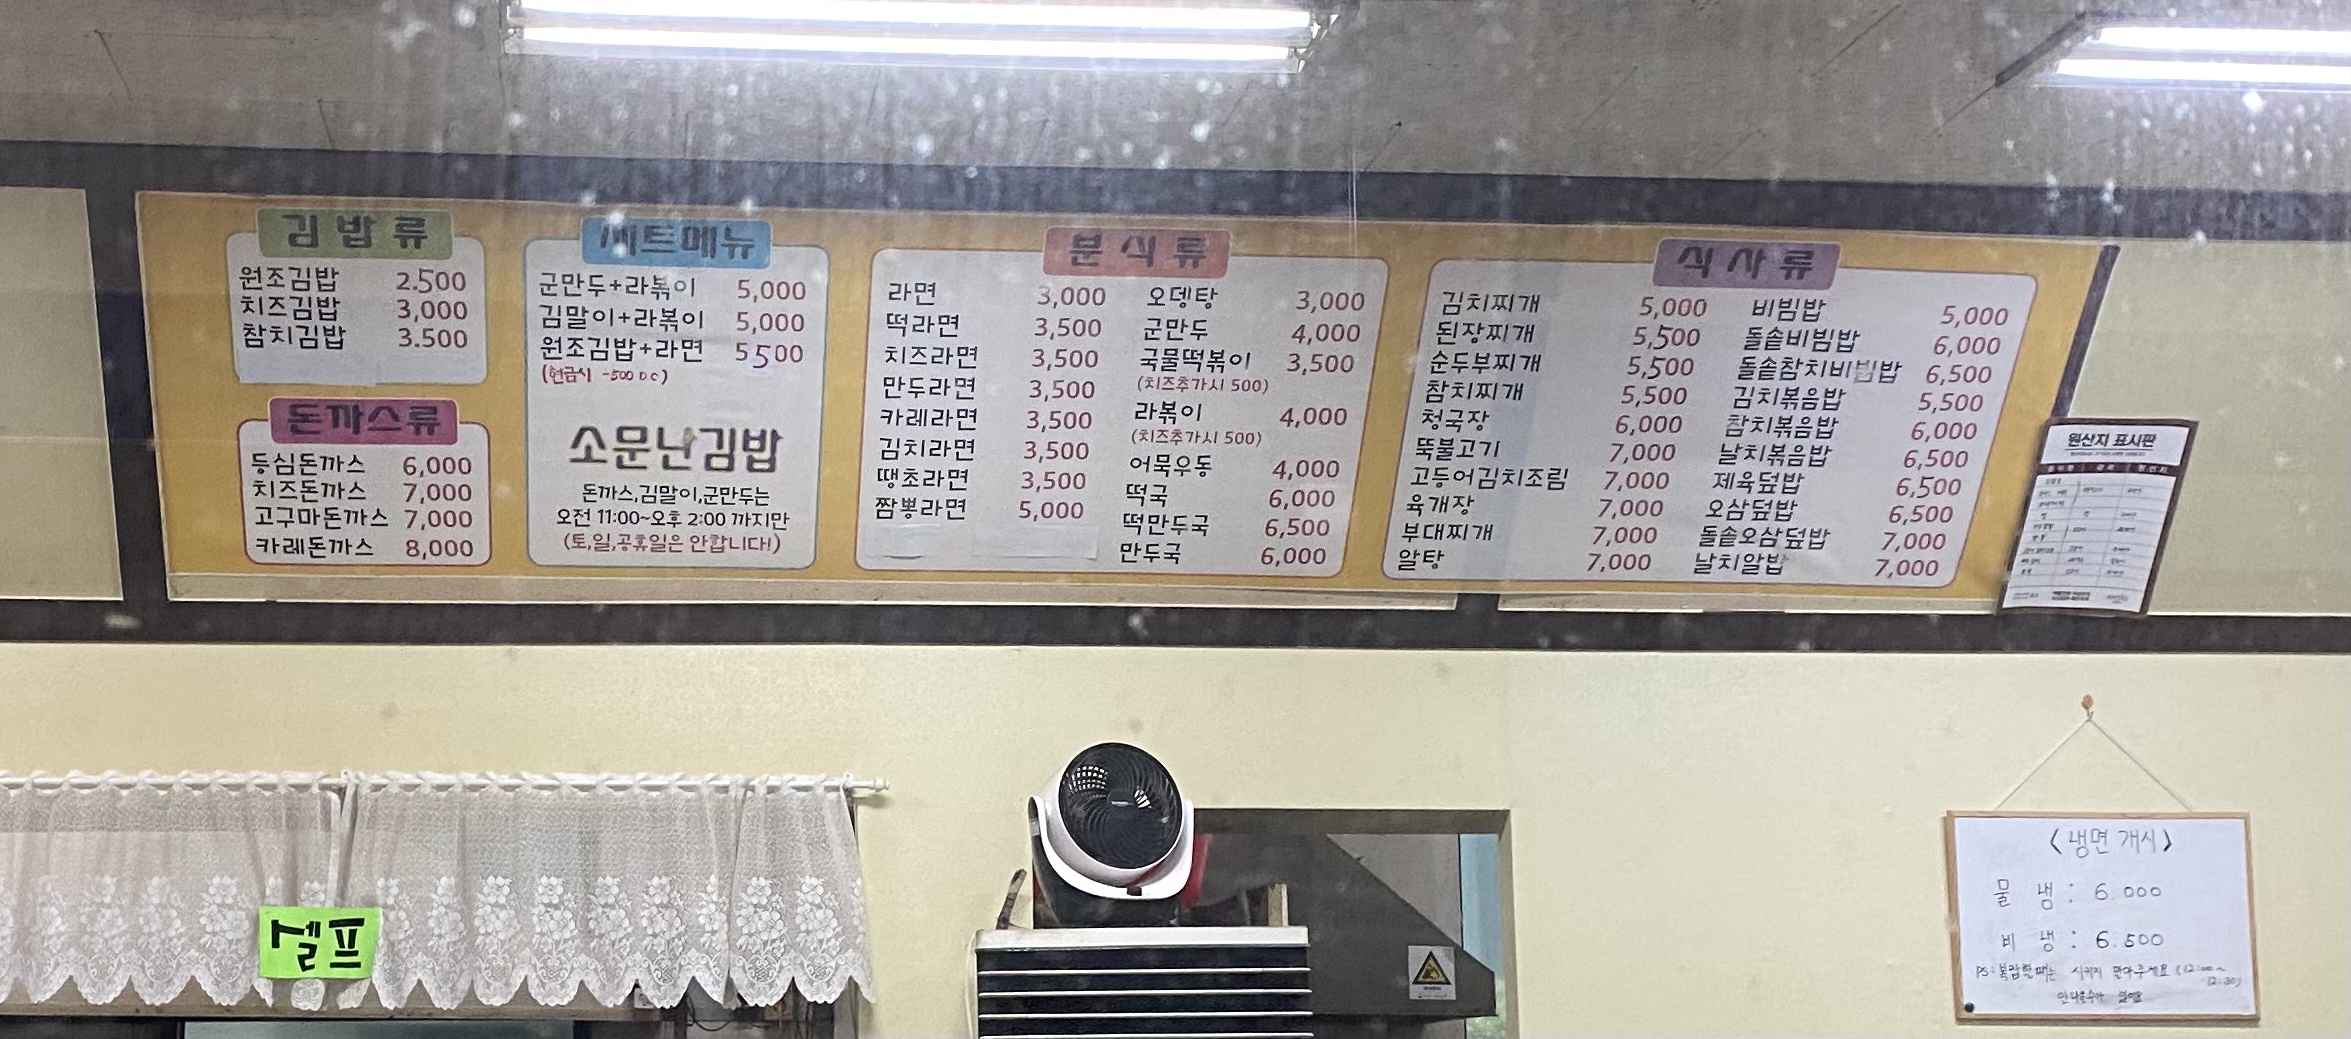 김밥류
원조김밥 2.500
치즈김밥 3,000
참치김밥 3.500
돈까스류
등심돈까스 6,000
치즈돈까스 7,000
고구마돈까스 7,000
카레돈까스 8,000
쎄트메뉴
군만두+라볶이 5,000
김말이+라볶이 5,000
원조김밥+라면 5500
(현금시 -500 DC)
소문난김밥
돈까스,김말이,군만두는
오전 11:00~오후 2:00 까지만
(토,일,공휴일은 안합니다!)
분식류
라면 3,000
떡라면 3,500
치즈라면 3,500
만두라면 3,500
카레라면 3,500
김치라면 3,500
땡초라면 3,500
짬뽕라면 5,000
오뎅탕 3,000
군만두 4,000
국물떡볶이 3,500
(치즈추가시 500)
라볶이 4,000
(치즈추가시 500)
어묵우동 4,000
떡국 6,000
떡만두국 6,500
만두국 6,000
식사류
김치찌개 5,000
된장찌개 5,500
순두부찌개 5,500
참치찌개 5,500
청국장 6,000
뚝불고기 7,000
고등어김치조림 7,000
육개장 7,000
부대찌개 7,000
알탕 7,000
비빔밥 5,000
돌솥비빔밥 6,000
돌솥참치비빔밥 6,500
김치볶음밥 5,500
참치볶음밥 6,000
날치볶음밥 6,500
제육덮밥 6,500
오삼덮밥 6,500
돌솥오삼덮밥 7,000
날치알밥 7,000
원산지 표시판
셀프
<냉면 개시>
물 냉 : 6.000
비 냉 : 6.500
PS: 복잡할때는 시키지 말아주세요 (12:00~
12:30)